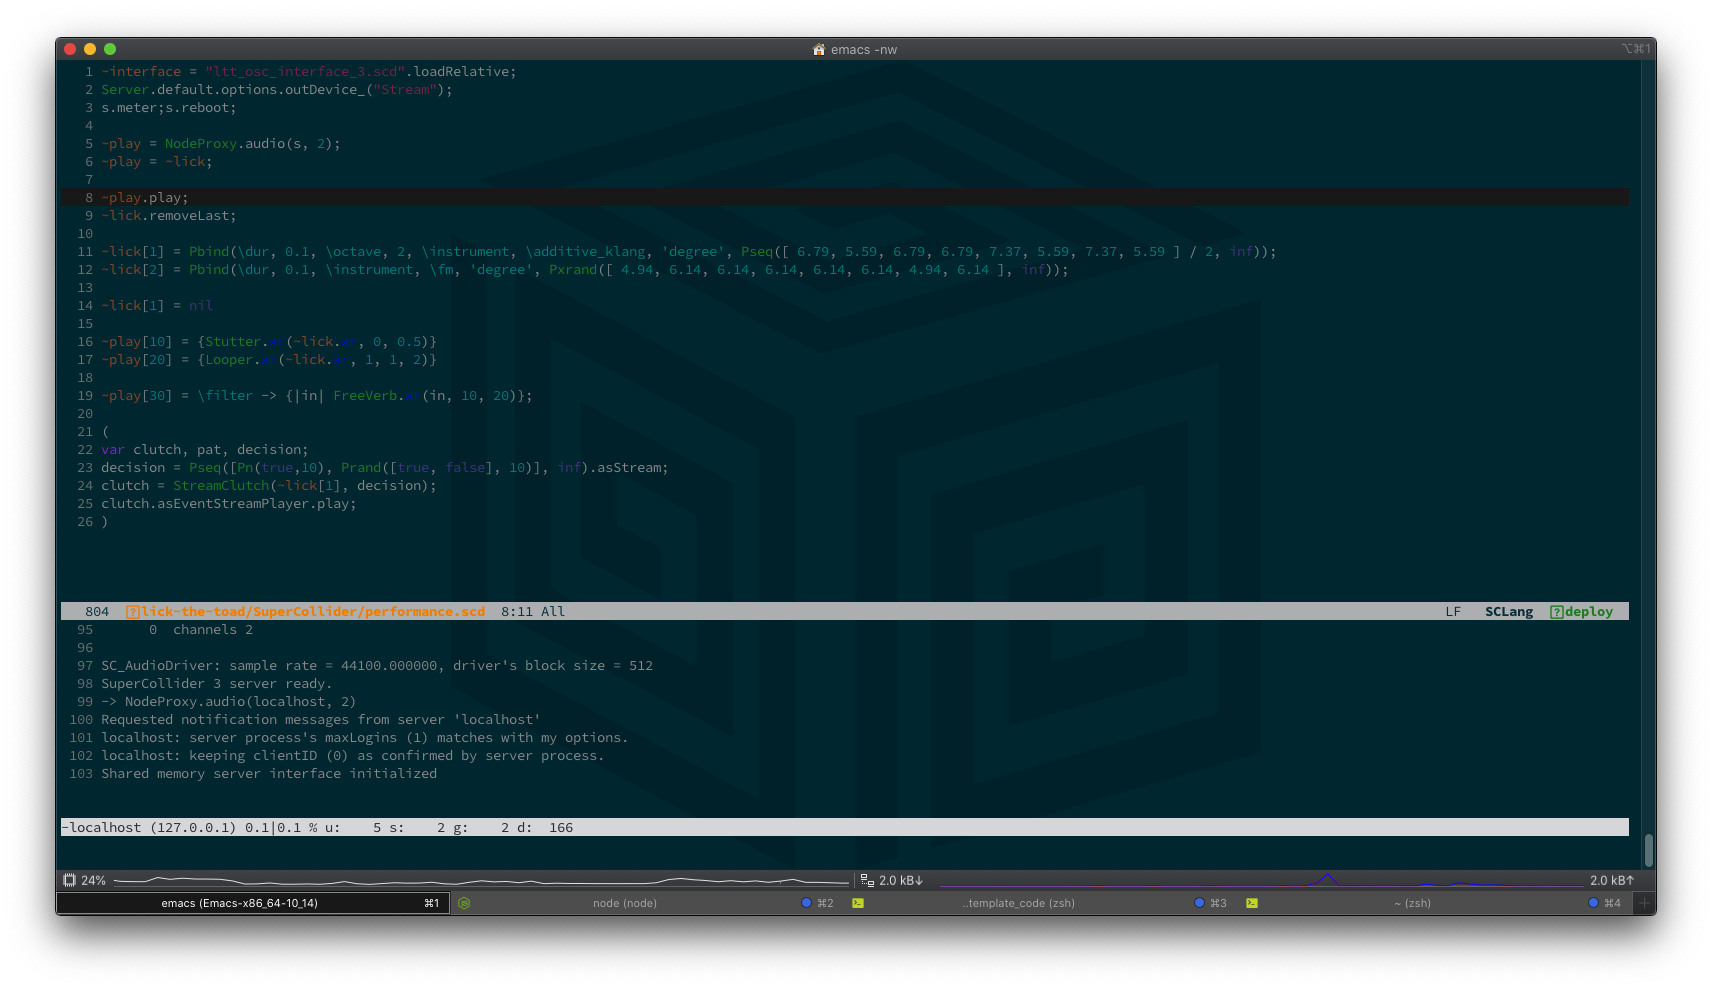 emacs -nw
⌥⌘1
1 ~interface = "ltt_osc_interface_3.scd".loadRelative;
2 Server.default.options.outDevice_("Stream");
3 s.meter;s.reboot;
4
5 ~play = NodeProxy.audio(s, 2);
6 ~play = ~lick;
7
8 ~play.play;
9 ~lick.removeLast;
10
11 ~lick[1] = Pbind(\dur, 0.1, \octave, 2, \instrument, \additive_klang, 'degree', Pseq([ 6.79, 5.59, 6.79, 6.79, 7.37, 5.59, 7.37, 5.59 ] / 2, inf));
12 ~lick[2] = Pbind(\dur, 0.1, \instrument, \fm, 'degree', Pxrand([ 4.94, 6.14, 6.14, 6.14, 6.14, 6.14, 4.94, 6.14 ], inf));
13
14 ~lick[1] = nil
15
16 ~play[10] = {Stutter.ar(~lick.ar, 0, 0.5)}
17 ~play[20] = {Looper.ar(~lick.ar, 1, 1, 2)}
18
19 ~play[30] = \filter -> {|in| FreeVerb.ar(in, 10, 20)};
20
21 (
22 var clutch, pat, decision;
23 decision = Pseq([Pn(true,10), Prand([true, false], 10)], inf).asStream;
24 clutch = StreamClutch(~lick[1], decision);
25 clutch.asEventStreamPlayer.play;
26 )
804 ?lick-the-toad/SuperCollider/performance.scd 8:11 All LF SCLang ?deploy
95 0 channels 2
96
97 SC_AudioDriver: sample rate = 44100.000000, driver's block size = 512
98 SuperCollider 3 server ready.
99 -> NodeProxy.audio(localhost, 2)
100 Requested notification messages from server 'localhost'
101 localhost: server process's maxLogins (1) matches with my options.
102 localhost: keeping clientID (0) as confirmed by server process.
103 Shared memory server interface initialized
-localhost (127.0.0.1) 0.1|0.1 % u: 5 s: 2 g: 2 d: 166
24% 2.0 kB↓ 2.0 kB↑
emacs (Emacs-x86_64-10_14) ⌘1 node (node) ⌘2 ..template_code (zsh) ⌘3 ~ (zsh) ⌘4 +